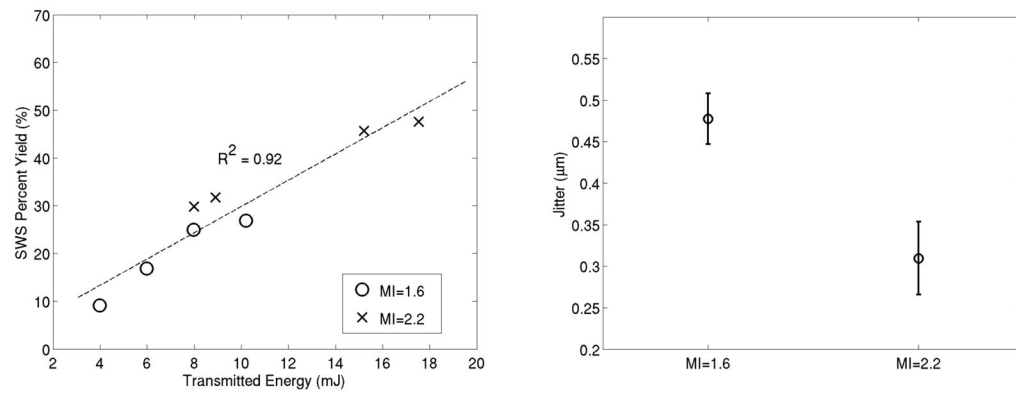 70
60
50
40
30
20
10
0
SWS Percent Yield (%)
R² = 0.92
MI=1.6
MI=2.2
2 4 6 8 10 12 14 16 18 20
Transmitted Energy (mJ)
0.55
0.5
0.45
0.4
0.35
0.3
0.25
0.2
Jitter (μm)
MI=1.6 MI=2.2